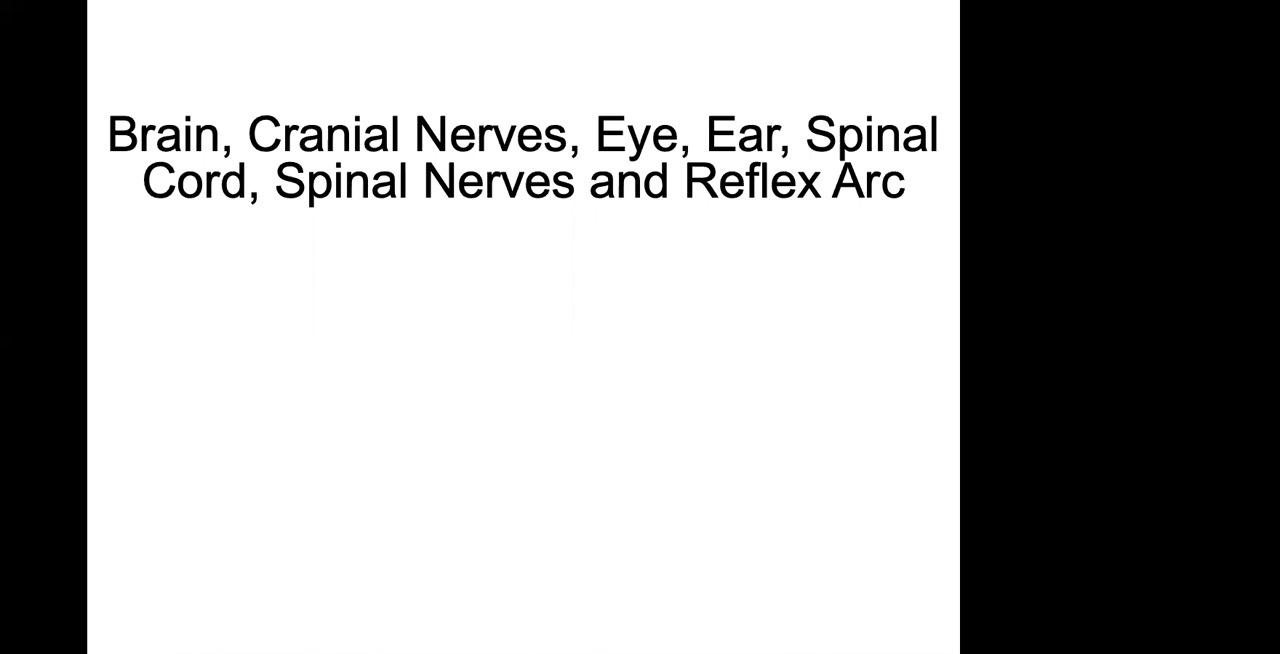 Brain, Cranial Nerves, Eye, Ear, Spinal
Cord, Spinal Nerves and Reflex Arc